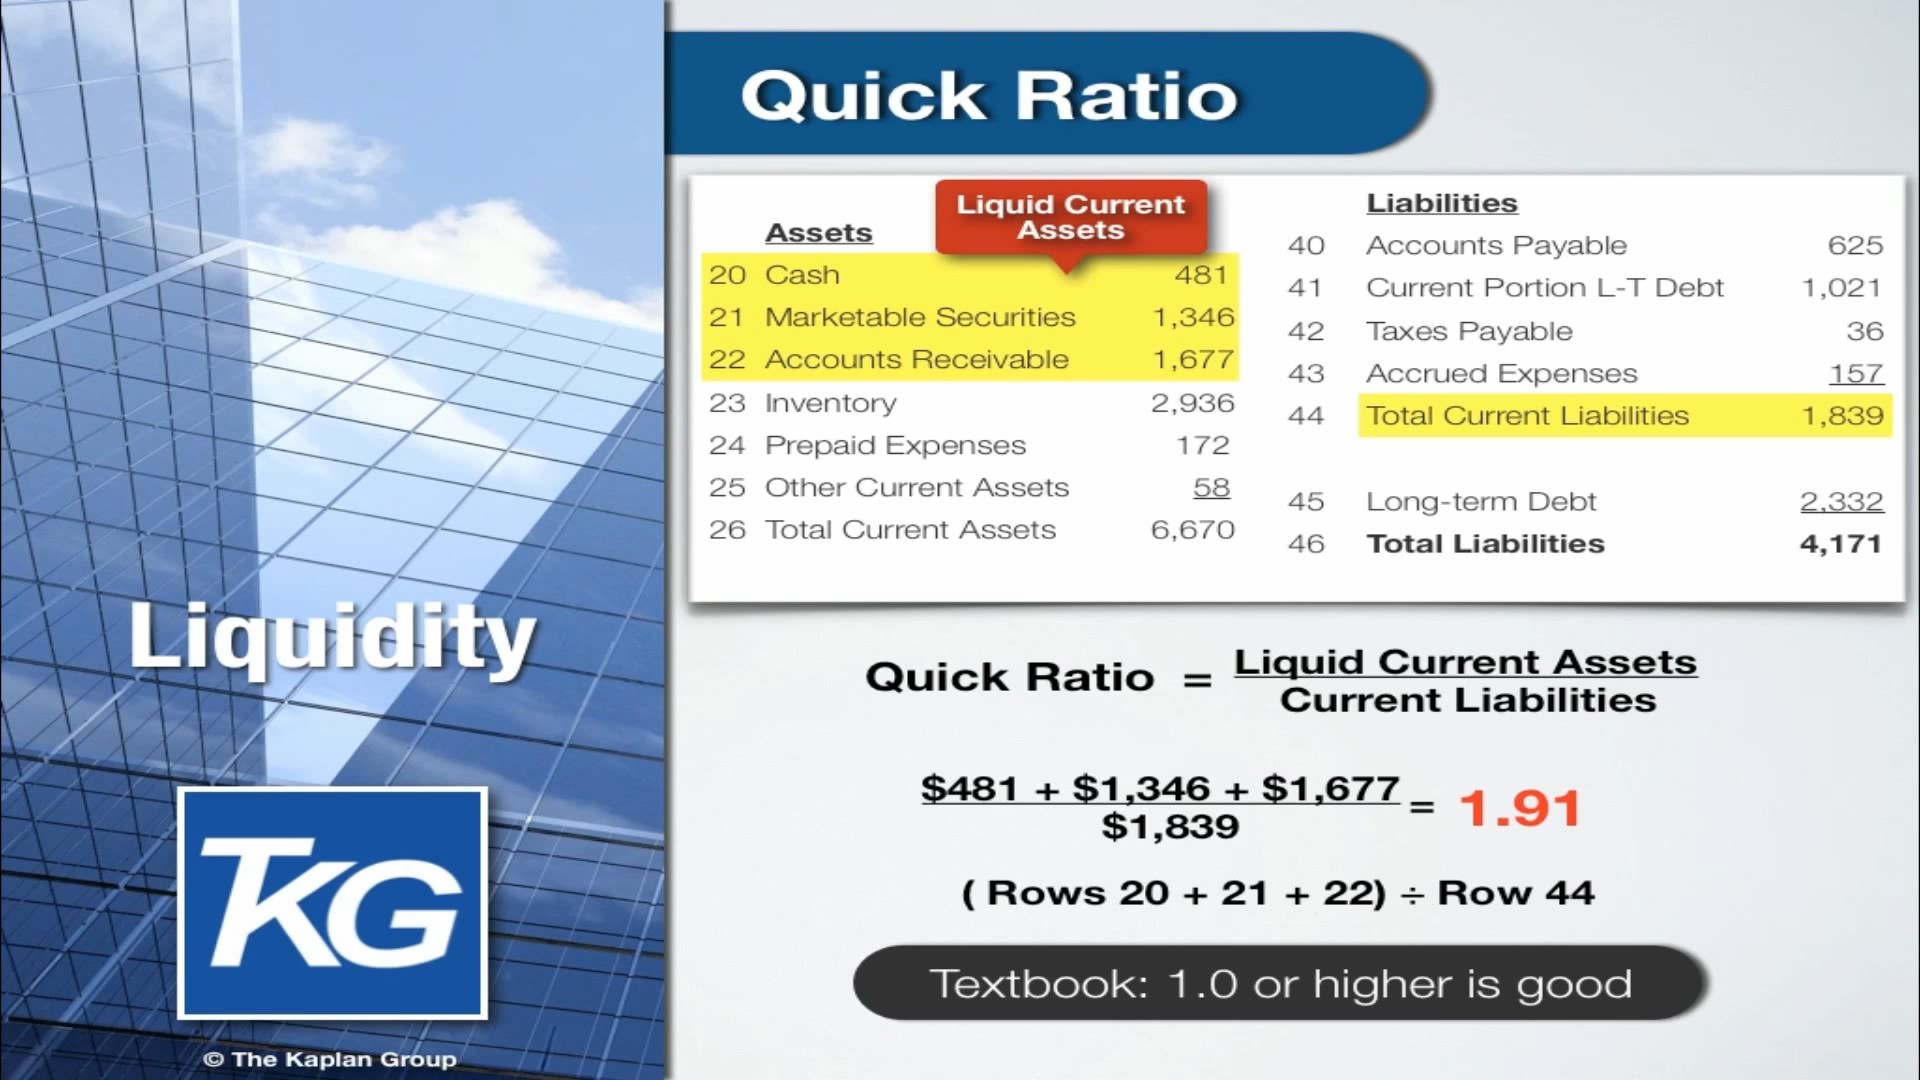 Quick Ratio
Liquid Current
Assets
Assets
20 Cash 481
21 Marketable Securities 1,346
22 Accounts Receivable 1,677
23 Inventory 2,936
24 Prepaid Expenses 172
25 Other Current Assets 58
26 Total Current Assets 6,670
Liabilities
40 Accounts Payable 625
41 Current Portion L-T Debt 1,021
42 Taxes Payable 36
43 Accrued Expenses 157
44 Total Current Liabilities 1,839
45 Long-term Debt 2,332
46 Total Liabilities 4,171
Quick Ratio = Liquid Current Assets
Current Liabilities
$481 + $1,346 + $1,677 = 1.91
$1,839
( Rows 20 + 21 + 22) ÷ Row 44
Textbook: 1.0 or higher is good
Liquidity
TKG
© The Kaplan Group